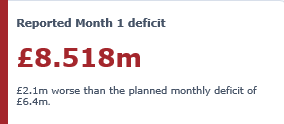 Reported Month 1 deficit
£8.518m
£2.1m worse than the planned monthly deficit of
£6.4m.